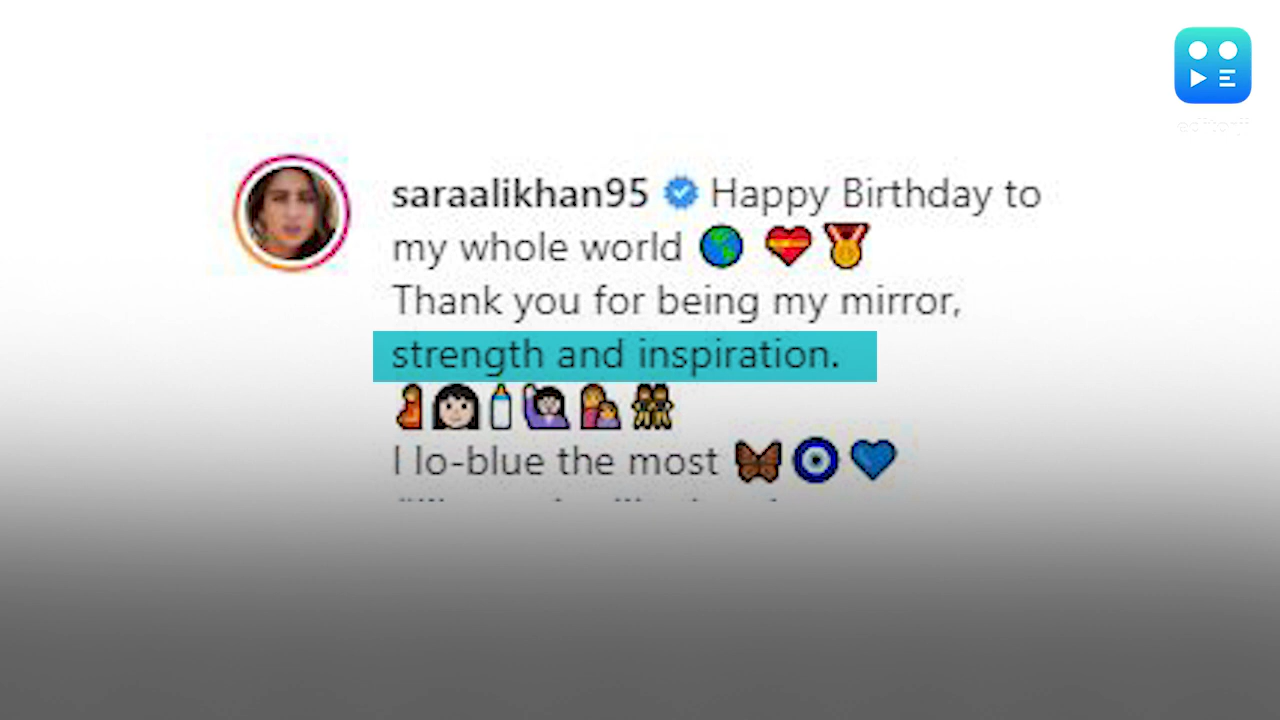 saraalikhan95 Happy Birthday to
my whole world 🌎 💝🏅
Thank you for being my mirror,
strength and inspiration.
🤰👧🏻🍼🙋🏻‍♀️👩‍👧👯
I lo-blue the most 🦋🧿💙